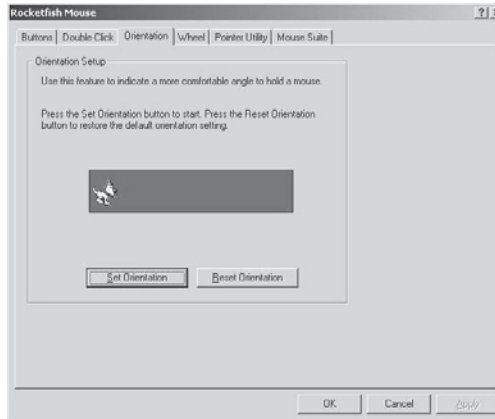 Rocketfish Mouse
Buttons Double Click Orientation Wheel Pointer Utility Mouse Suite
Orientation Setup
Use this feature to indicate a more comfortable angle to hold a mouse.
Press the Set Orientation button to start. Press the Reset Orientation
button to restore the default orientation setting.
Set Orientation Reset Orientation
OK Cancel Apply